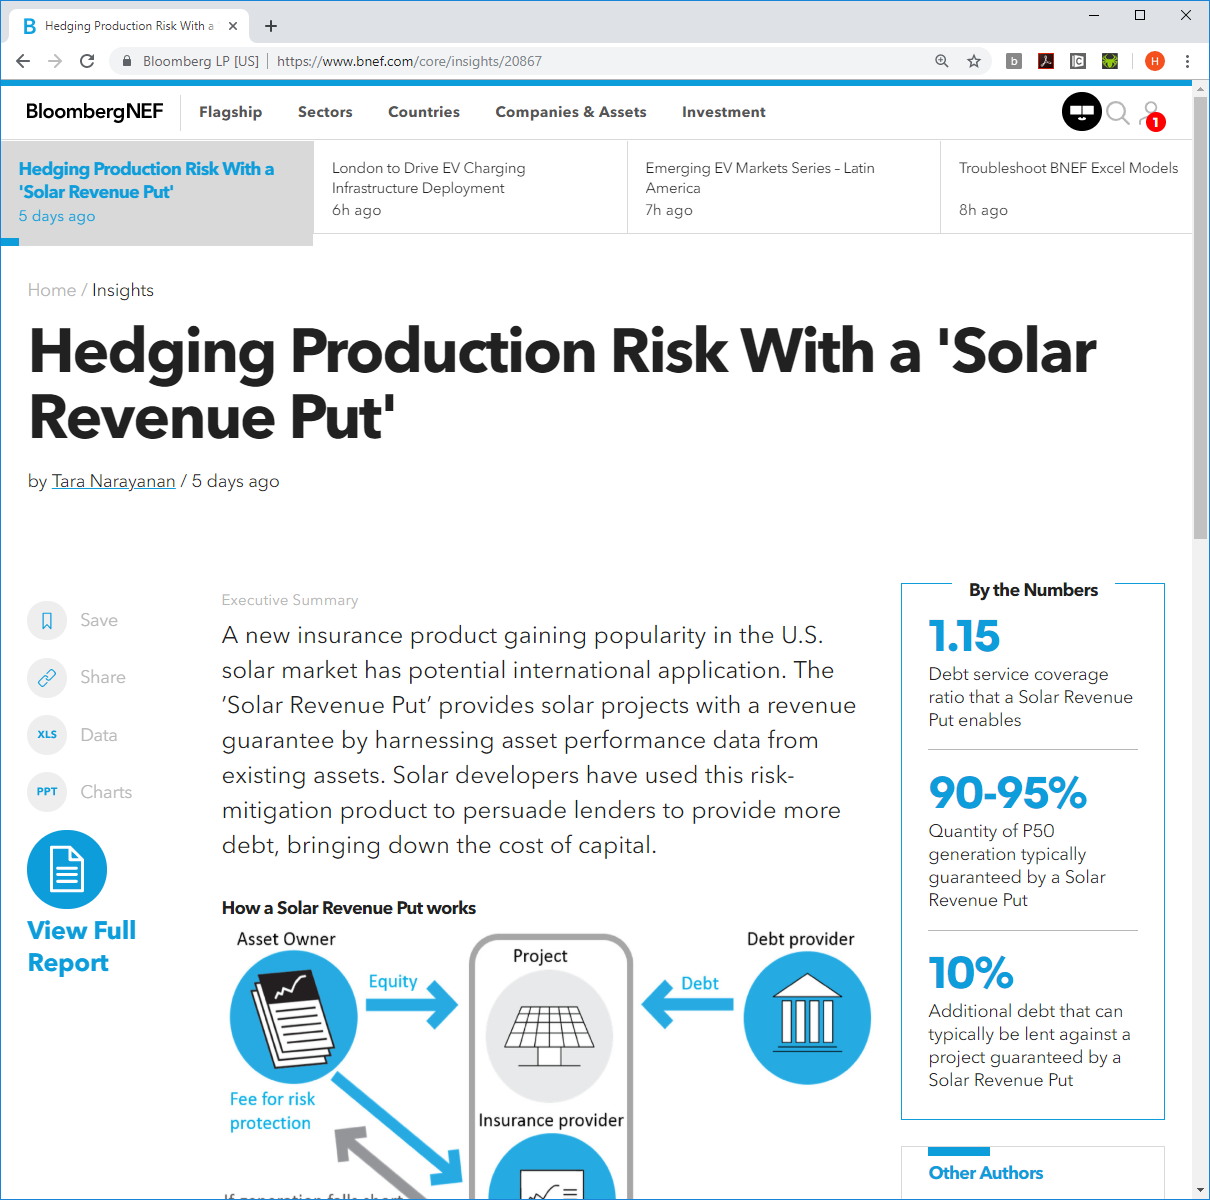 B Hedging Production Risk With a
Bloomberg LP [US] | https://www.bnef.com/core/insights/20867
BloombergNEF Flagship Sectors Countries Companies & Assets Investment
1
Hedging Production Risk With a
'Solar Revenue Put'
5 days ago
London to Drive EV Charging
Infrastructure Deployment
6h ago
Emerging EV Markets Series – Latin
America
7h ago
Troubleshoot BNEF Excel Models
8h ago
Home / Insights
Hedging Production Risk With a 'Solar
Revenue Put'
by Tara Narayanan / 5 days ago
Save
Share
XLS Data
PPT Charts
View Full
Report
Executive Summary
A new insurance product gaining popularity in the U.S.
solar market has potential international application. The
‘Solar Revenue Put’ provides solar projects with a revenue
guarantee by harnessing asset performance data from
existing assets. Solar developers have used this risk-
mitigation product to persuade lenders to provide more
debt, bringing down the cost of capital.
How a Solar Revenue Put works
Asset Owner
Equity
Project
Debt
Debt provider
Fee for risk
protection
Insurance provider
If generation falls short
By the Numbers
1.15
Debt service coverage
ratio that a Solar Revenue
Put enables
90-95%
Quantity of P50
generation typically
guaranteed by a Solar
Revenue Put
10%
Additional debt that can
typically be lent against a
project guaranteed by a
Solar Revenue Put
Other Authors